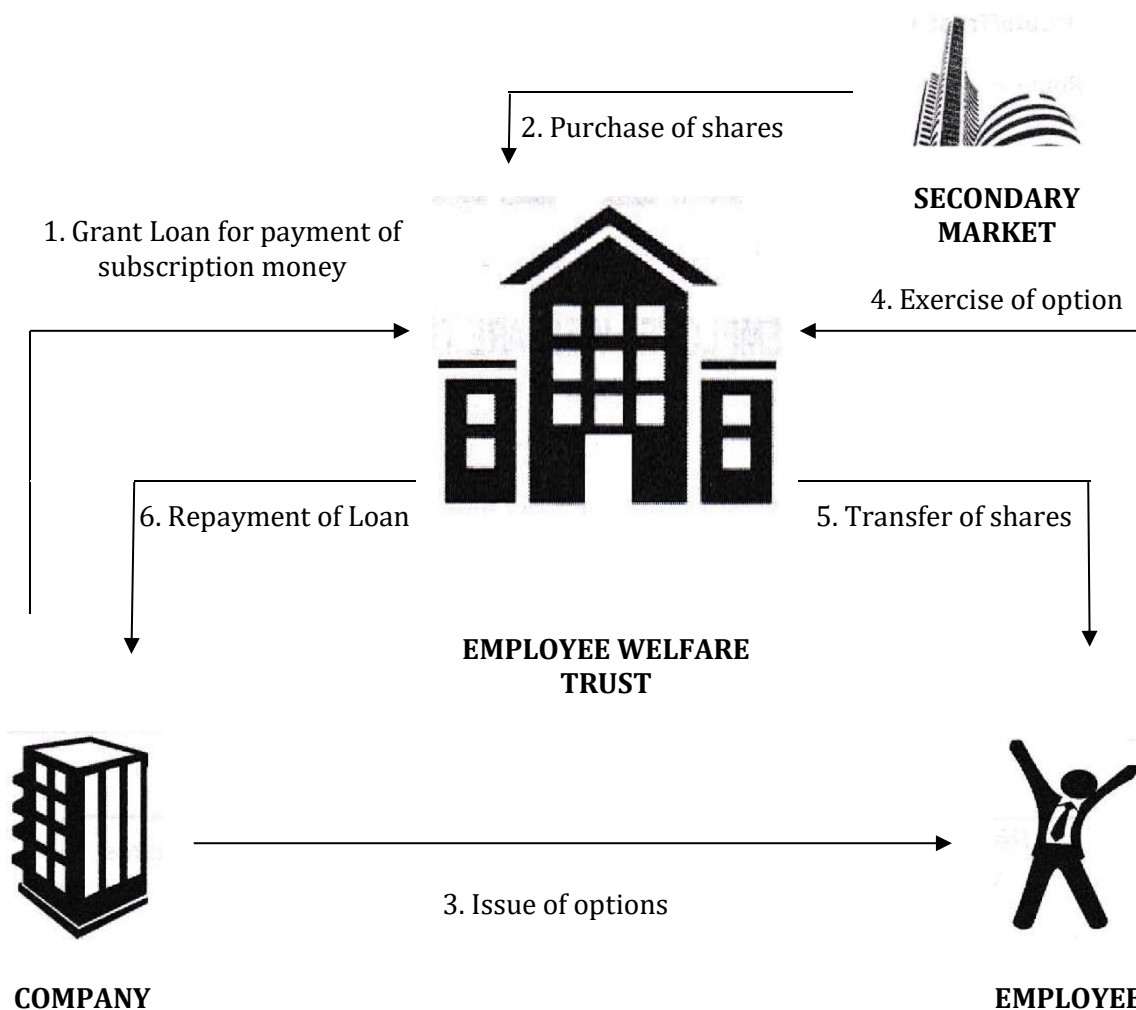 2. Purchase of shares
SECONDARY
MARKET
1. Grant Loan for payment of
subscription money
4. Exercise of option
6. Repayment of Loan
5. Transfer of shares
EMPLOYEE WELFARE
TRUST
3. Issue of options
COMPANY
EMPLOYEE